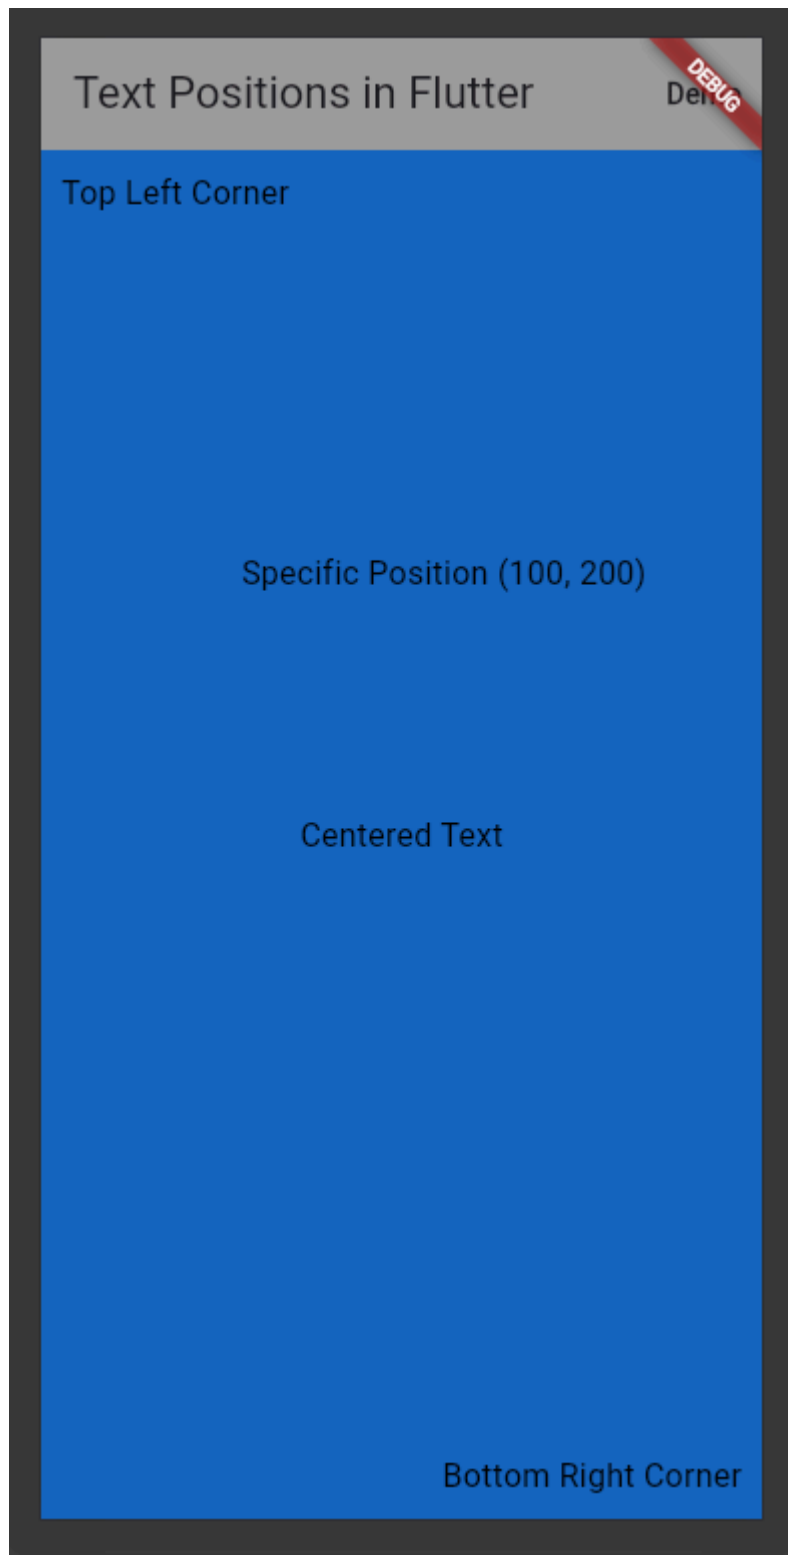 Text Positions in Flutter
DEBUG
Top Left Corner
Specific Position (100, 200)
Centered Text
Bottom Right Corner